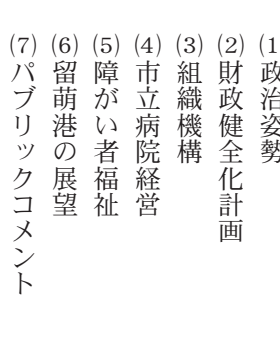 (1)政治姿勢
(2)財政健全化計画
(3)組織機構
(4)市立病院経営
(5)障がい者福祉
(6)留萌港の展望
(7)パブリックコメント